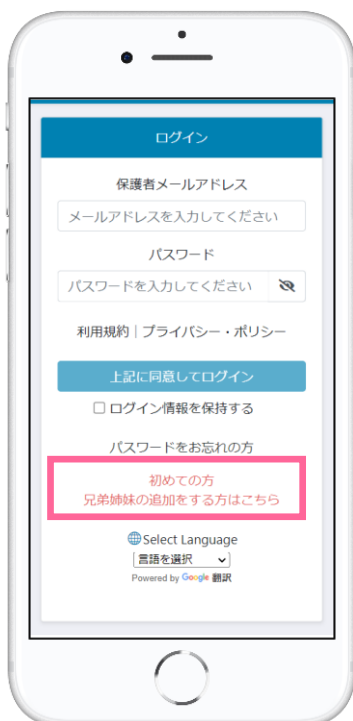 ログイン
保護者メールアドレス
メールアドレスを入力してください
パスワード
パスワードを入力してください
利用規約|プライバシー・ポリシー
上記に同意してログイン
ログイン情報を保持する
パスワードをお忘れの方
初めての方
兄弟姉妹の追加をする方はこちら
Select Language
言語を選択
Powered by Google 翻訳